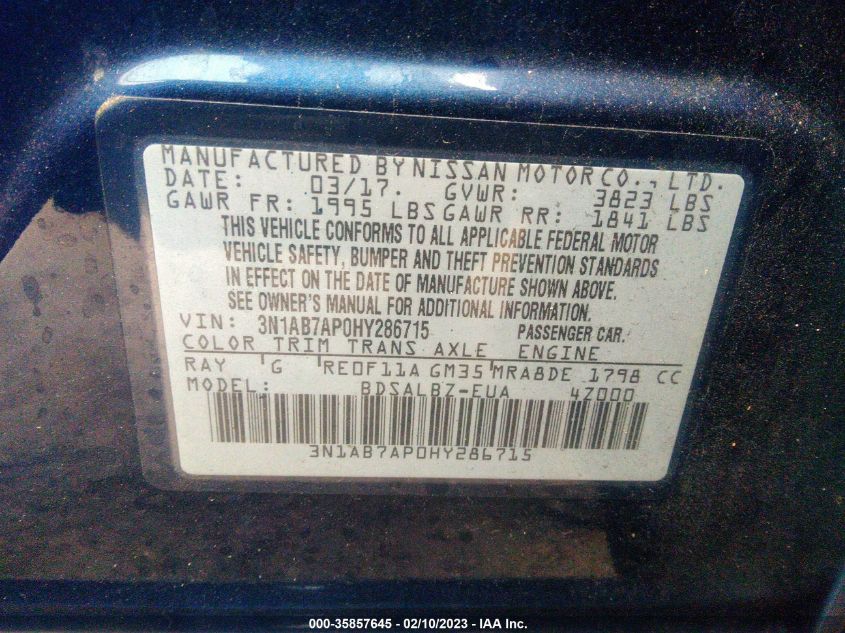 MANUFACTURED BY NISSAN MOTOR CO., LTD.
DATE: 03/17. GVWR: 3823 LBS
GAWR FR: 1995 LBS GAWR RR: 1841 LBS
THIS VEHICLE CONFORMS TO ALL APPLICABLE FEDERAL MOTOR
VEHICLE SAFETY, BUMPER AND THEFT PREVENTION STANDARDS
IN EFFECT ON THE DATE OF MANUFACTURE SHOWN ABOVE.
SEE OWNER'S MANUAL FOR ADDITIONAL INFORMATION.
VIN: 3N1AB7AP0HY286715 PASSENGER CAR.
COLOR TRIM TRANS AXLE ENGINE
RAY G RE0F11A GM35 MRA8DE 1798 CC
MODEL: BDSALBZ-EUA 4Z000
3N1AB7AP0HY286715
000-35857645 - 02/10/2023 - IAA Inc.